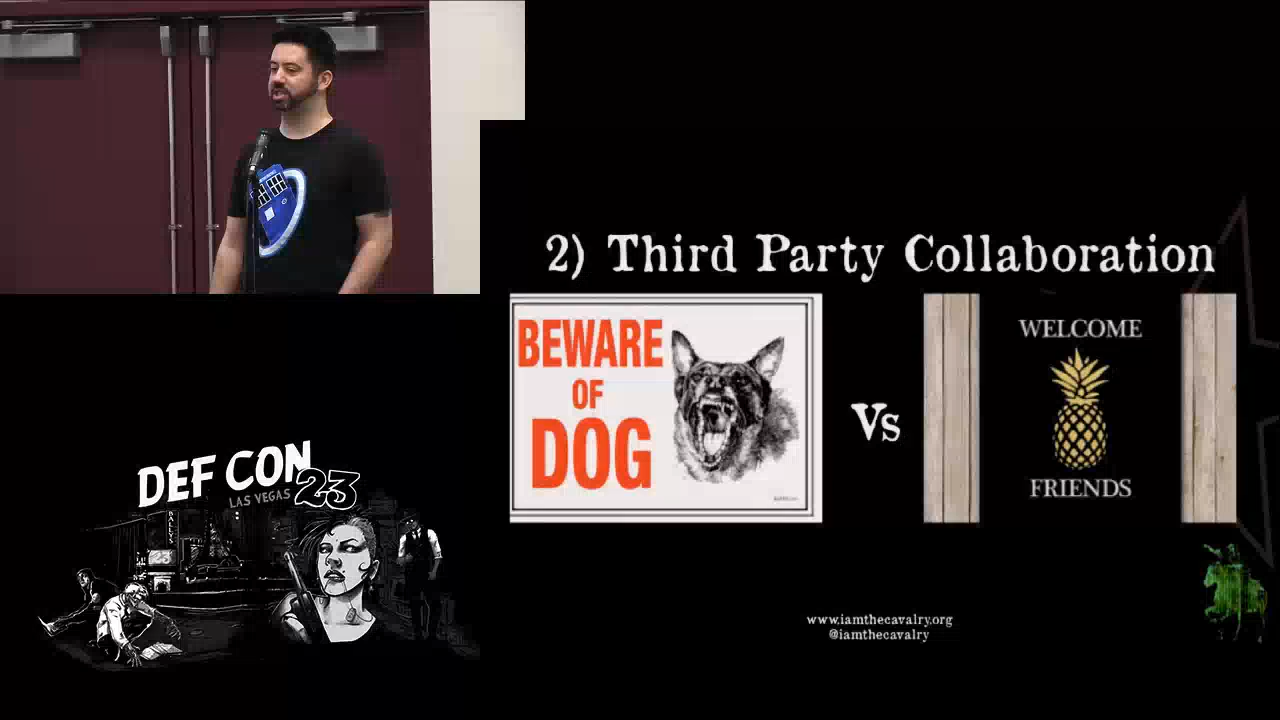 2) Third Party Collaboration
BEWARE
OF
DOG
Vs
WELCOME
FRIENDS
DEF CON
23
LAS VEGAS
BALLYS
www.iamthecavalry.org
@iamthecavalry